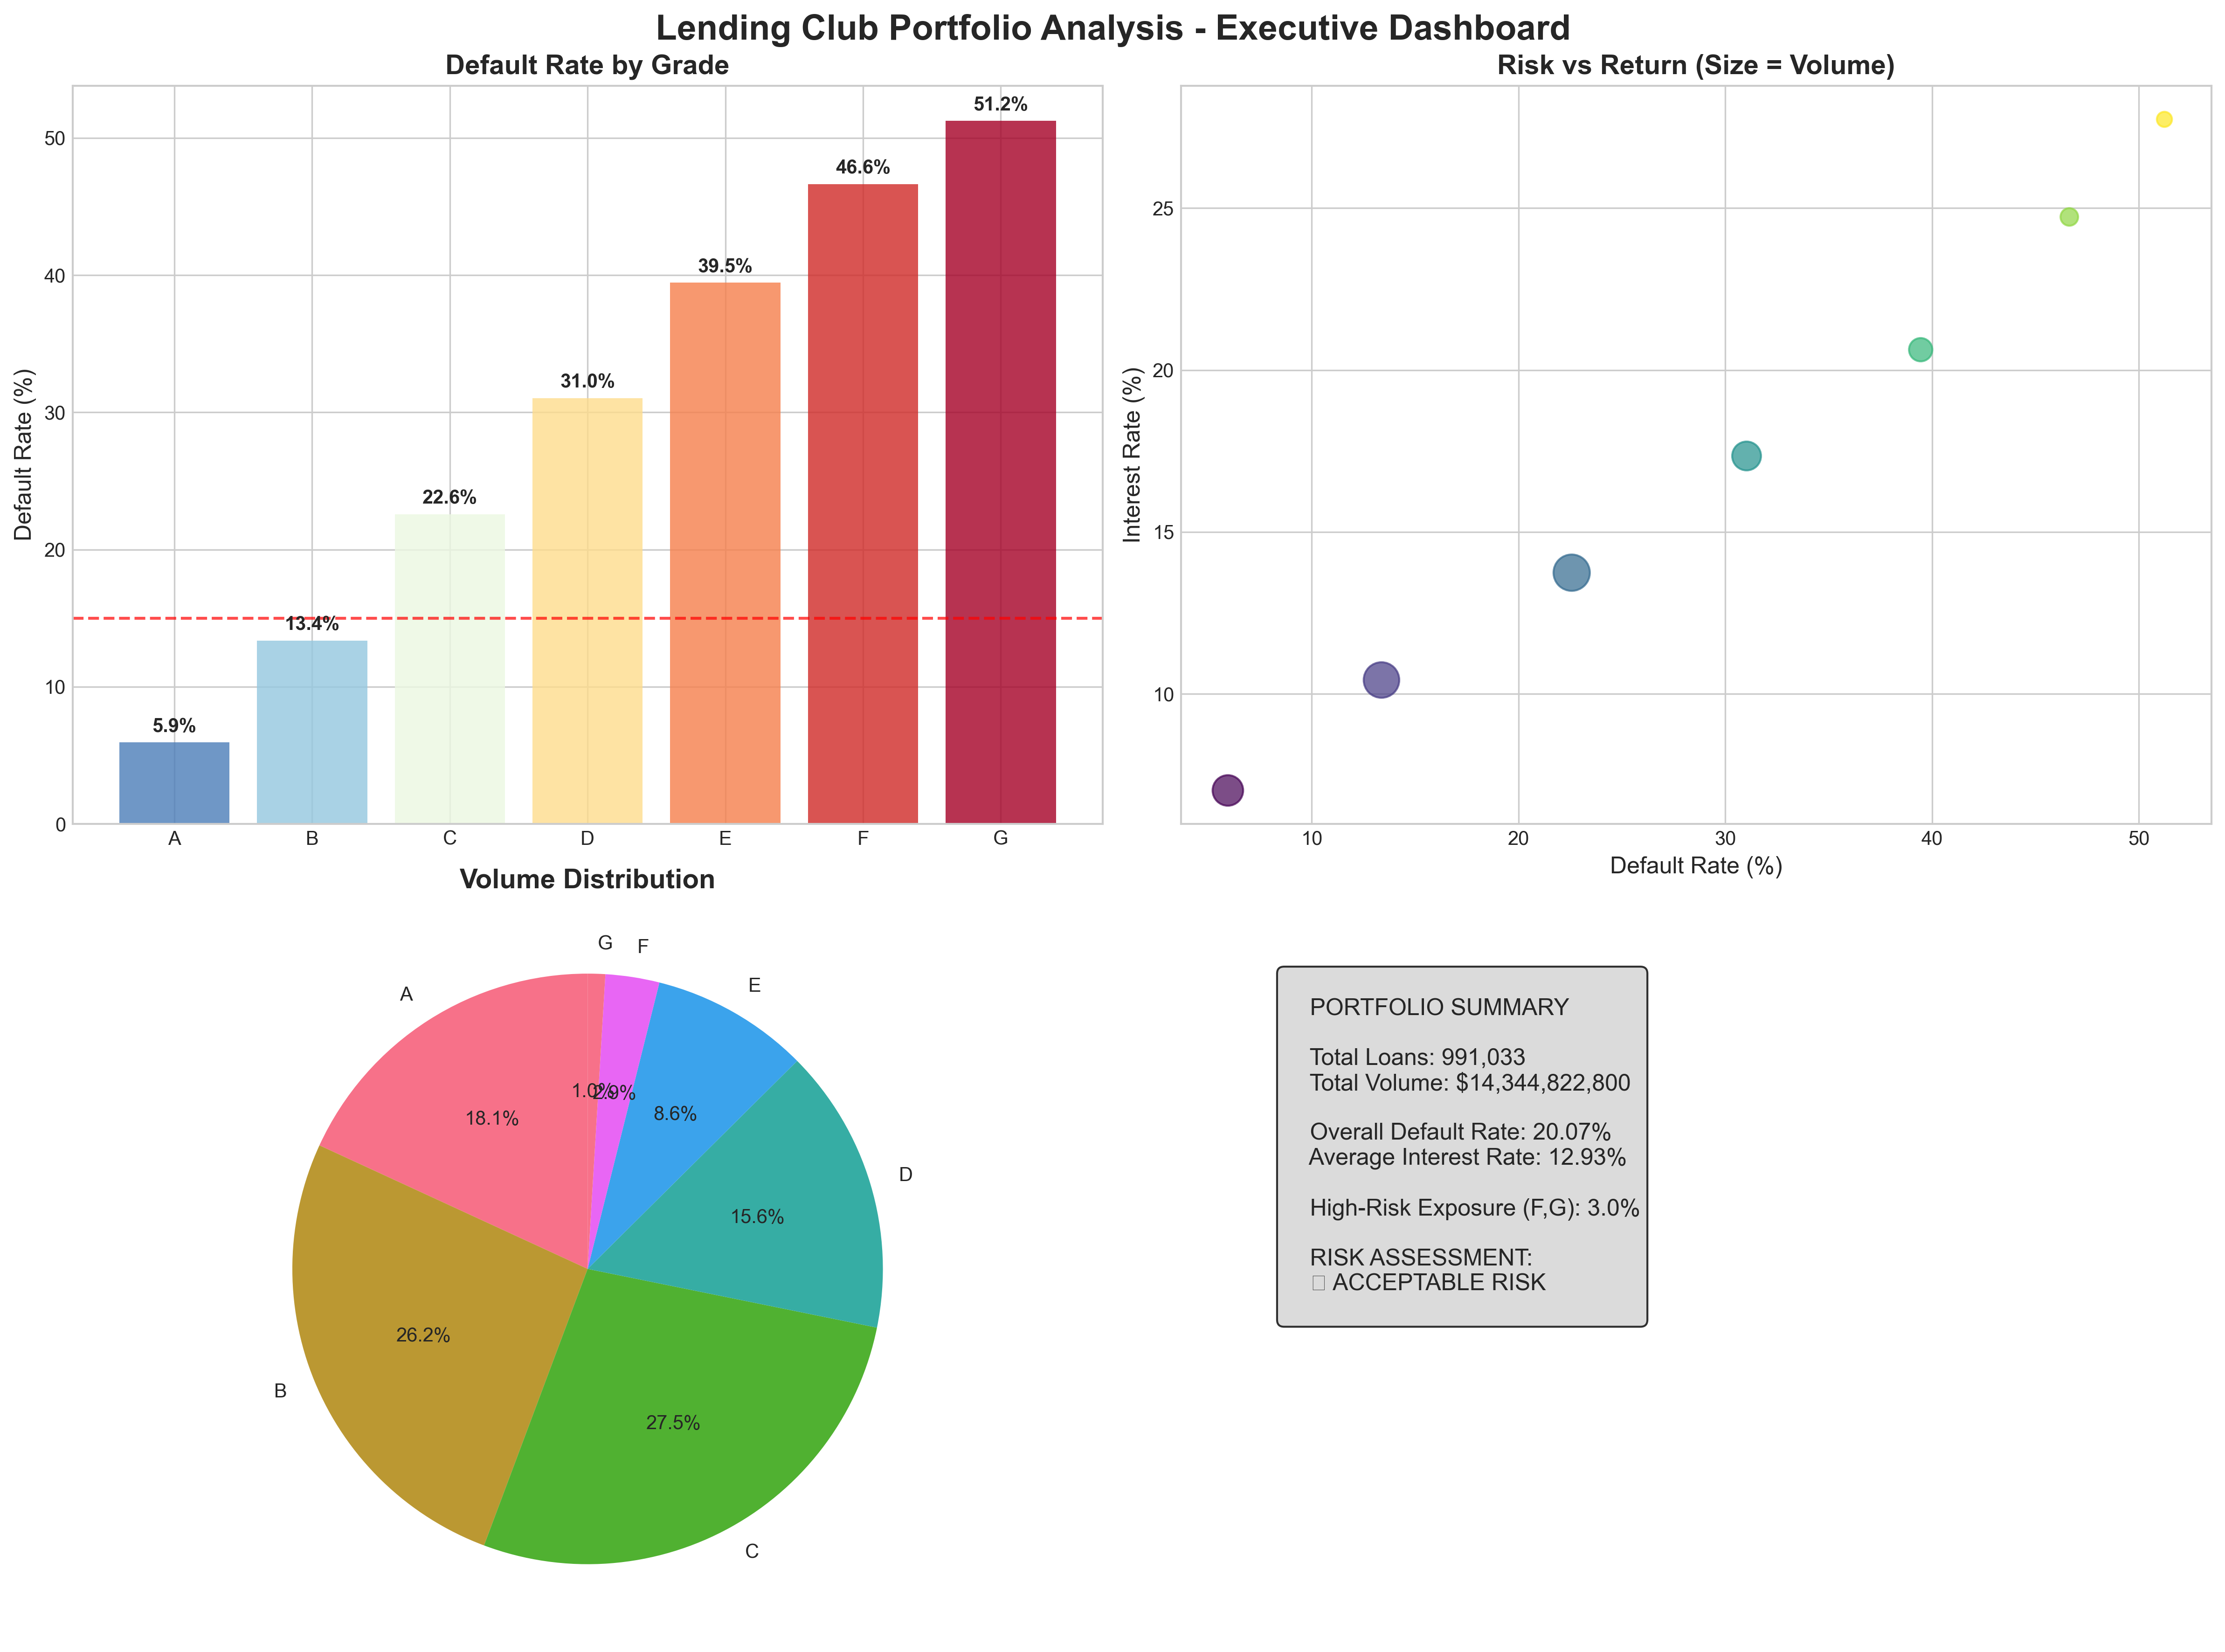 Lending Club Portfolio Analysis - Executive Dashboard
Default Rate by Grade
Default Rate (%)
50
40
30
20
10
0
5.9%
13.4%
22.6%
31.0%
39.5%
46.6%
51.2%
A B C D E F G
Risk vs Return (Size = Volume)
Interest Rate (%)
25
20
15
10
10 20 30 40 50
Default Rate (%)
Volume Distribution
A
18.1%
B
26.2%
C
27.5%
D
15.6%
E
8.6%
F
2.9%
G
1.0%
PORTFOLIO SUMMARY
Total Loans: 991,033
Total Volume: $14,344,822,800
Overall Default Rate: 20.07%
Average Interest Rate: 12.93%
High-Risk Exposure (F,G): 3.0%
RISK ASSESSMENT:
ACCEPTABLE RISK